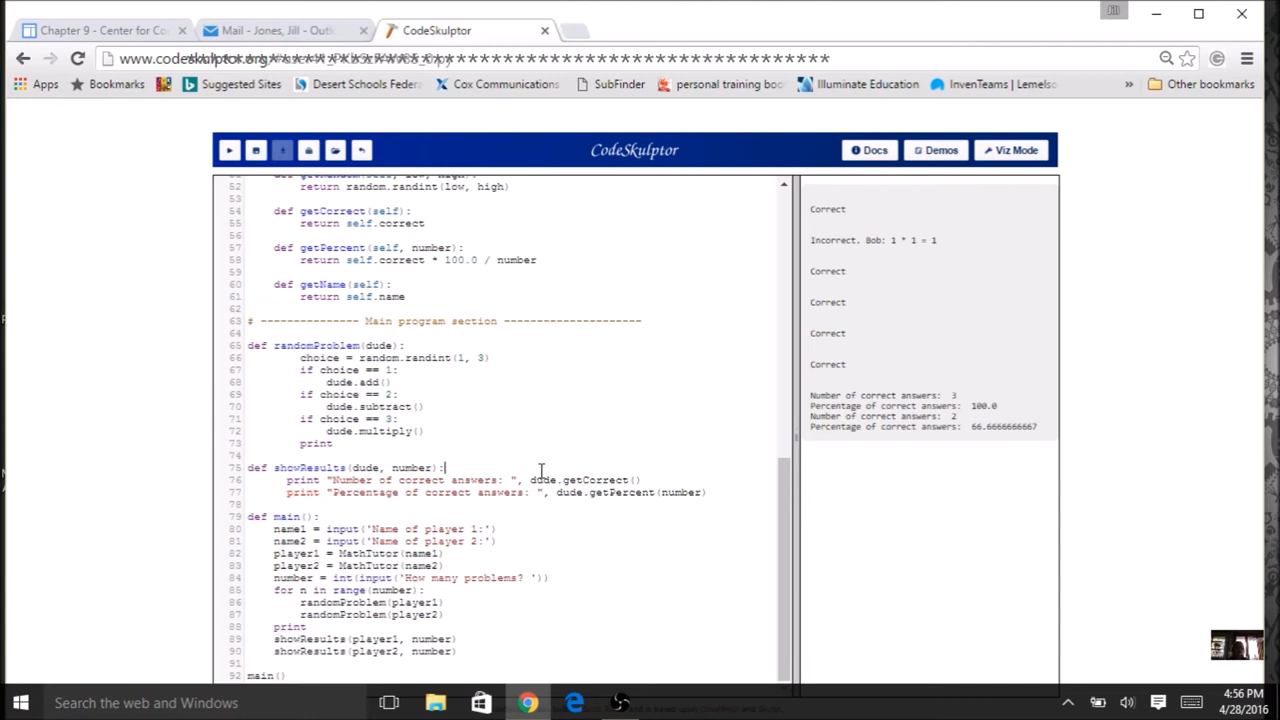 Jill
Chapter 9 - Center for Co
Mail - Jones, Jill - Outl
CodeSkulptor
www.codeskulptor.org
Apps
Bookmarks
Suggested Sites
Desert Schools Federa
Cox Communications
SubFinder
personal training boo
Illuminate Education
InvenTeams | Lemelso
»
Other bookmarks
CodeSkulptor
Docs
Demos
Viz Mode
52 return random.randint(low, high)
53
54 def getCorrect(self):
55 return self.correct
56
57 def getPercent(self, number):
58 return self.correct * 100.0 / number
59
60 def getName(self):
61 return self.name
62
63 # --------------- Main program section ---------------------
64
65 def randomProblem(dude):
66 choice = random.randint(1, 3)
67 if choice == 1:
68 dude.add()
69 if choice == 2:
70 dude.subtract()
71 if choice == 3:
72 dude.multiply()
73 print
74
75 def showResults(dude, number):
76 print "Number of correct answers: ", dude.getCorrect()
77 print "Percentage of correct answers: ", dude.getPercent(number)
78
79 def main():
80 name1 = input('Name of player 1:')
81 name2 = input('Name of player 2:')
82 player1 = MathTutor(name1)
83 player2 = MathTutor(name2)
84 number = int(input('How many problems? '))
85 for n in range(number):
86 randomProblem(player1)
87 randomProblem(player2)
88 print
89 showResults(player1, number)
90 showResults(player2, number)
91
92 main()
Correct
Incorrect. Bob: 1 * 1 = 1
Correct
Correct
Correct
Correct
Number of correct answers: 3
Percentage of correct answers: 100.0
Number of correct answers: 2
Percentage of correct answers: 66.6666666667
Search the web and Windows
4:56 PM
4/28/2016